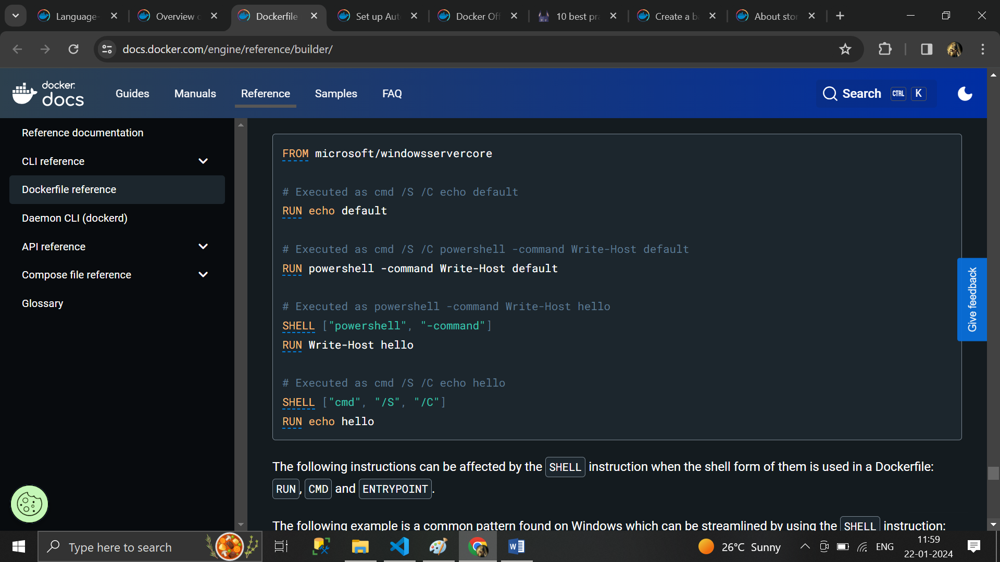 Language-
Overview c
Dockerfile
Set up Aut
Docker Off
10 best pra
Create a ba
About stor
docs.docker.com/engine/reference/builder/
docker
docs
Guides
Manuals
Reference
Samples
FAQ
Search
CTRL
K
Reference documentation
CLI reference
Dockerfile reference
Daemon CLI (dockerd)
API reference
Compose file reference
Glossary
FROM microsoft/windowsservercore
# Executed as cmd /S /C echo default
RUN echo default
# Executed as cmd /S /C powershell -command Write-Host default
RUN powershell -command Write-Host default
# Executed as powershell -command Write-Host hello
SHELL ["powershell", "-command"]
RUN Write-Host hello
# Executed as cmd /S /C echo hello
SHELL ["cmd", "/S", "/C"]
RUN echo hello
Give feedback
The following instructions can be affected by the SHELL instruction when the shell form of them is used in a Dockerfile:
RUN, CMD and ENTRYPOINT.
The following example is a common pattern found on Windows which can be streamlined by using the SHELL instruction:
Type here to search
26°C Sunny
ENG
11:59
22-01-2024